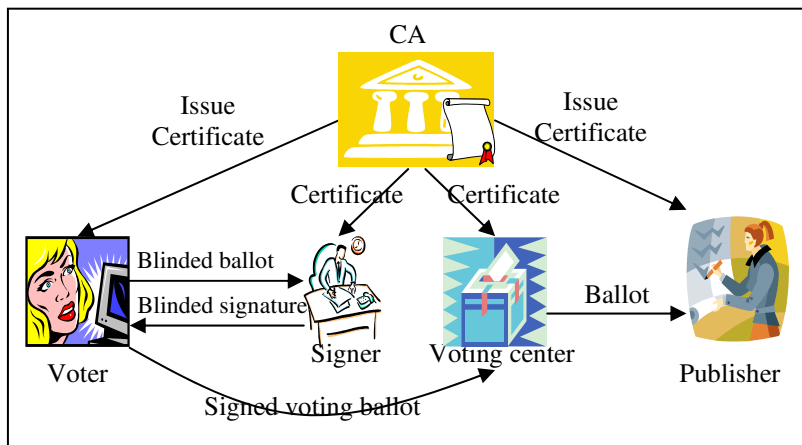 CA
Issue
Certificate
Issue
Certificate
Certificate
Certificate
Blinded ballot
Blinded signature
Ballot
Signer
Voting center
Voter
Publisher
Signed voting ballot